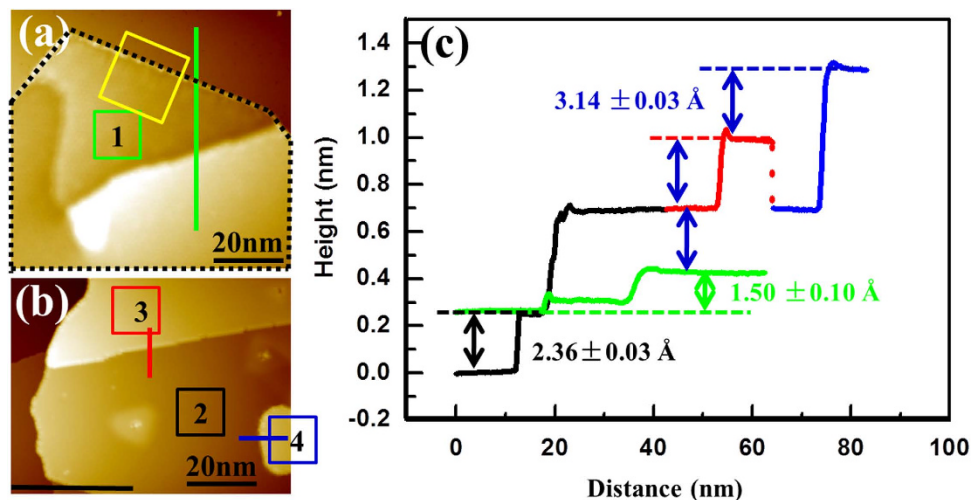 (a)
1
20nm
(b)
3
2
4
20nm
(c)
Height (nm)
1.4
1.2
1.0
0.8
0.6
0.4
0.2
0.0
-0.2
3.14 ±0.03 Å
1.50 ±0.10 Å
2.36±0.03 Å
0 20 40 60 80 100
Distance (nm)